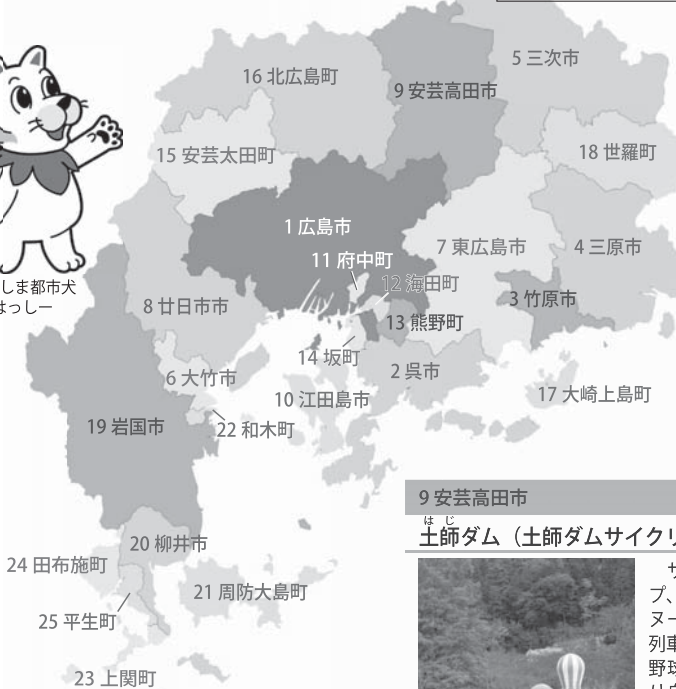 5 三次市
16 北広島町
9 安芸高田市
15 安芸太田町
18 世羅町
1 広島市
11 府中町
7 東広島市
4 三原市
12 海田町
しま都市犬
はっしー
8 廿日市市
3 竹原市
13 熊野町
14 坂町
6 大竹市
2 呉市
10 江田島市
17 大崎上島町
19 岩国市
22 和木町
20 柳井市
24 田布施町
21 周防大島町
25 平生町
23 上関町
9 安芸高田市
はじ
土師ダム（土師ダムサイクリ
プ、
ヌー
列車
野球